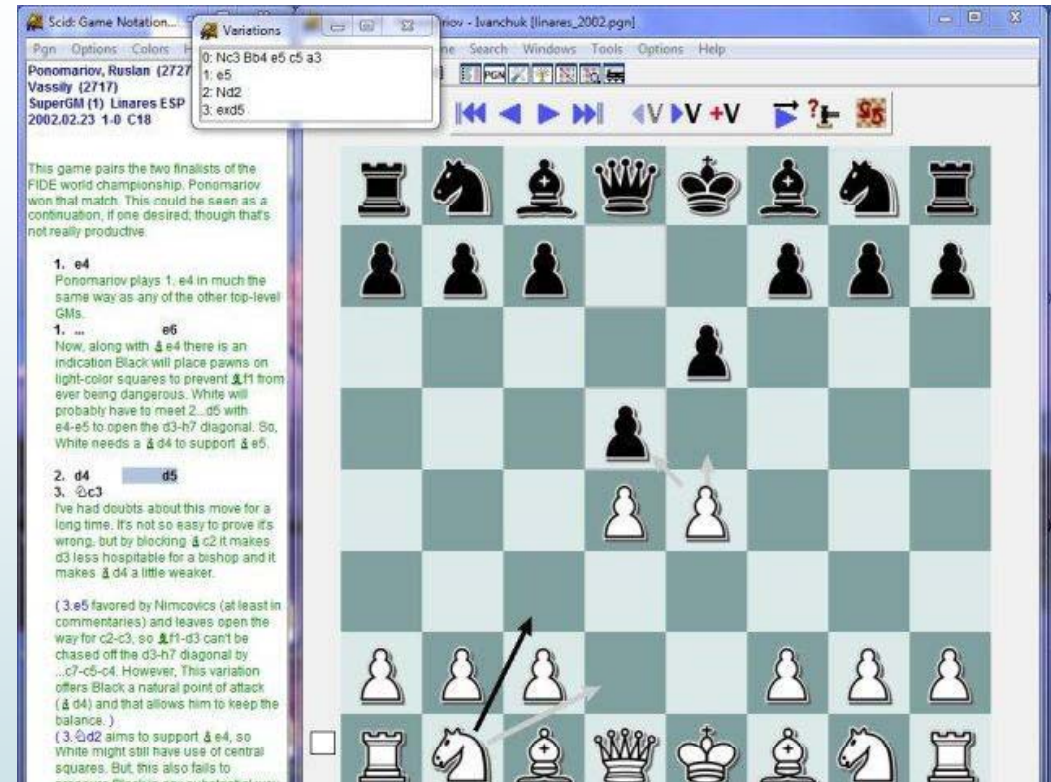 Scid: Game Notation...
Variations
riov - Ivanchuk [linares_2002.pgn]
Pgn Options Colors H
0: Nc3 Bb4 e5 c5 a3
1: e5
2: Nd2
3: exd5
me Search Windows Tools Options Help
PGN
V V +V
Ponomariov, Ruslan (2727
Vassily (2717)
SuperGM (1) Linares ESP
2002.02.23 1-0 C18
This game pairs the two finalists of the
FIDE world championship. Ponomariov
won that match. This could be seen as a
continuation, if one desired; though that's
not really productive.
1. e4
Ponomariov plays 1. e4 in much the
same way as any of the other top-level
GMs.
1. ... e6
Now, along with ♙e4 there is an
indication Black will place pawns on
light-color squares to prevent ♗f1 from
ever being dangerous. White will
probably have to meet 2...d5 with
e4-e5 to open the d3-h7 diagonal. So,
White needs a ♙d4 to support ♙e5.
2. d4 d5
3. ♘c3
I've had doubts about this move for a
long time. It's not so easy to prove it's
wrong, but by blocking ♙c2 it makes
d3 less hospitable for a bishop and it
makes ♙d4 a little weaker.
( 3.e5 favored by Nimcovics (at least in
commentaries) and leaves open the
way for c2-c3, so ♗f1-d3 can't be
chased off the d3-h7 diagonal by
...c7-c5-c4. However, This variation
offers Black a natural point of attack
(♙d4) and that allows him to keep the
balance. )
( 3.♘d2 aims to support ♙e4, so
White might still have use of central
squares. But, this also fails to